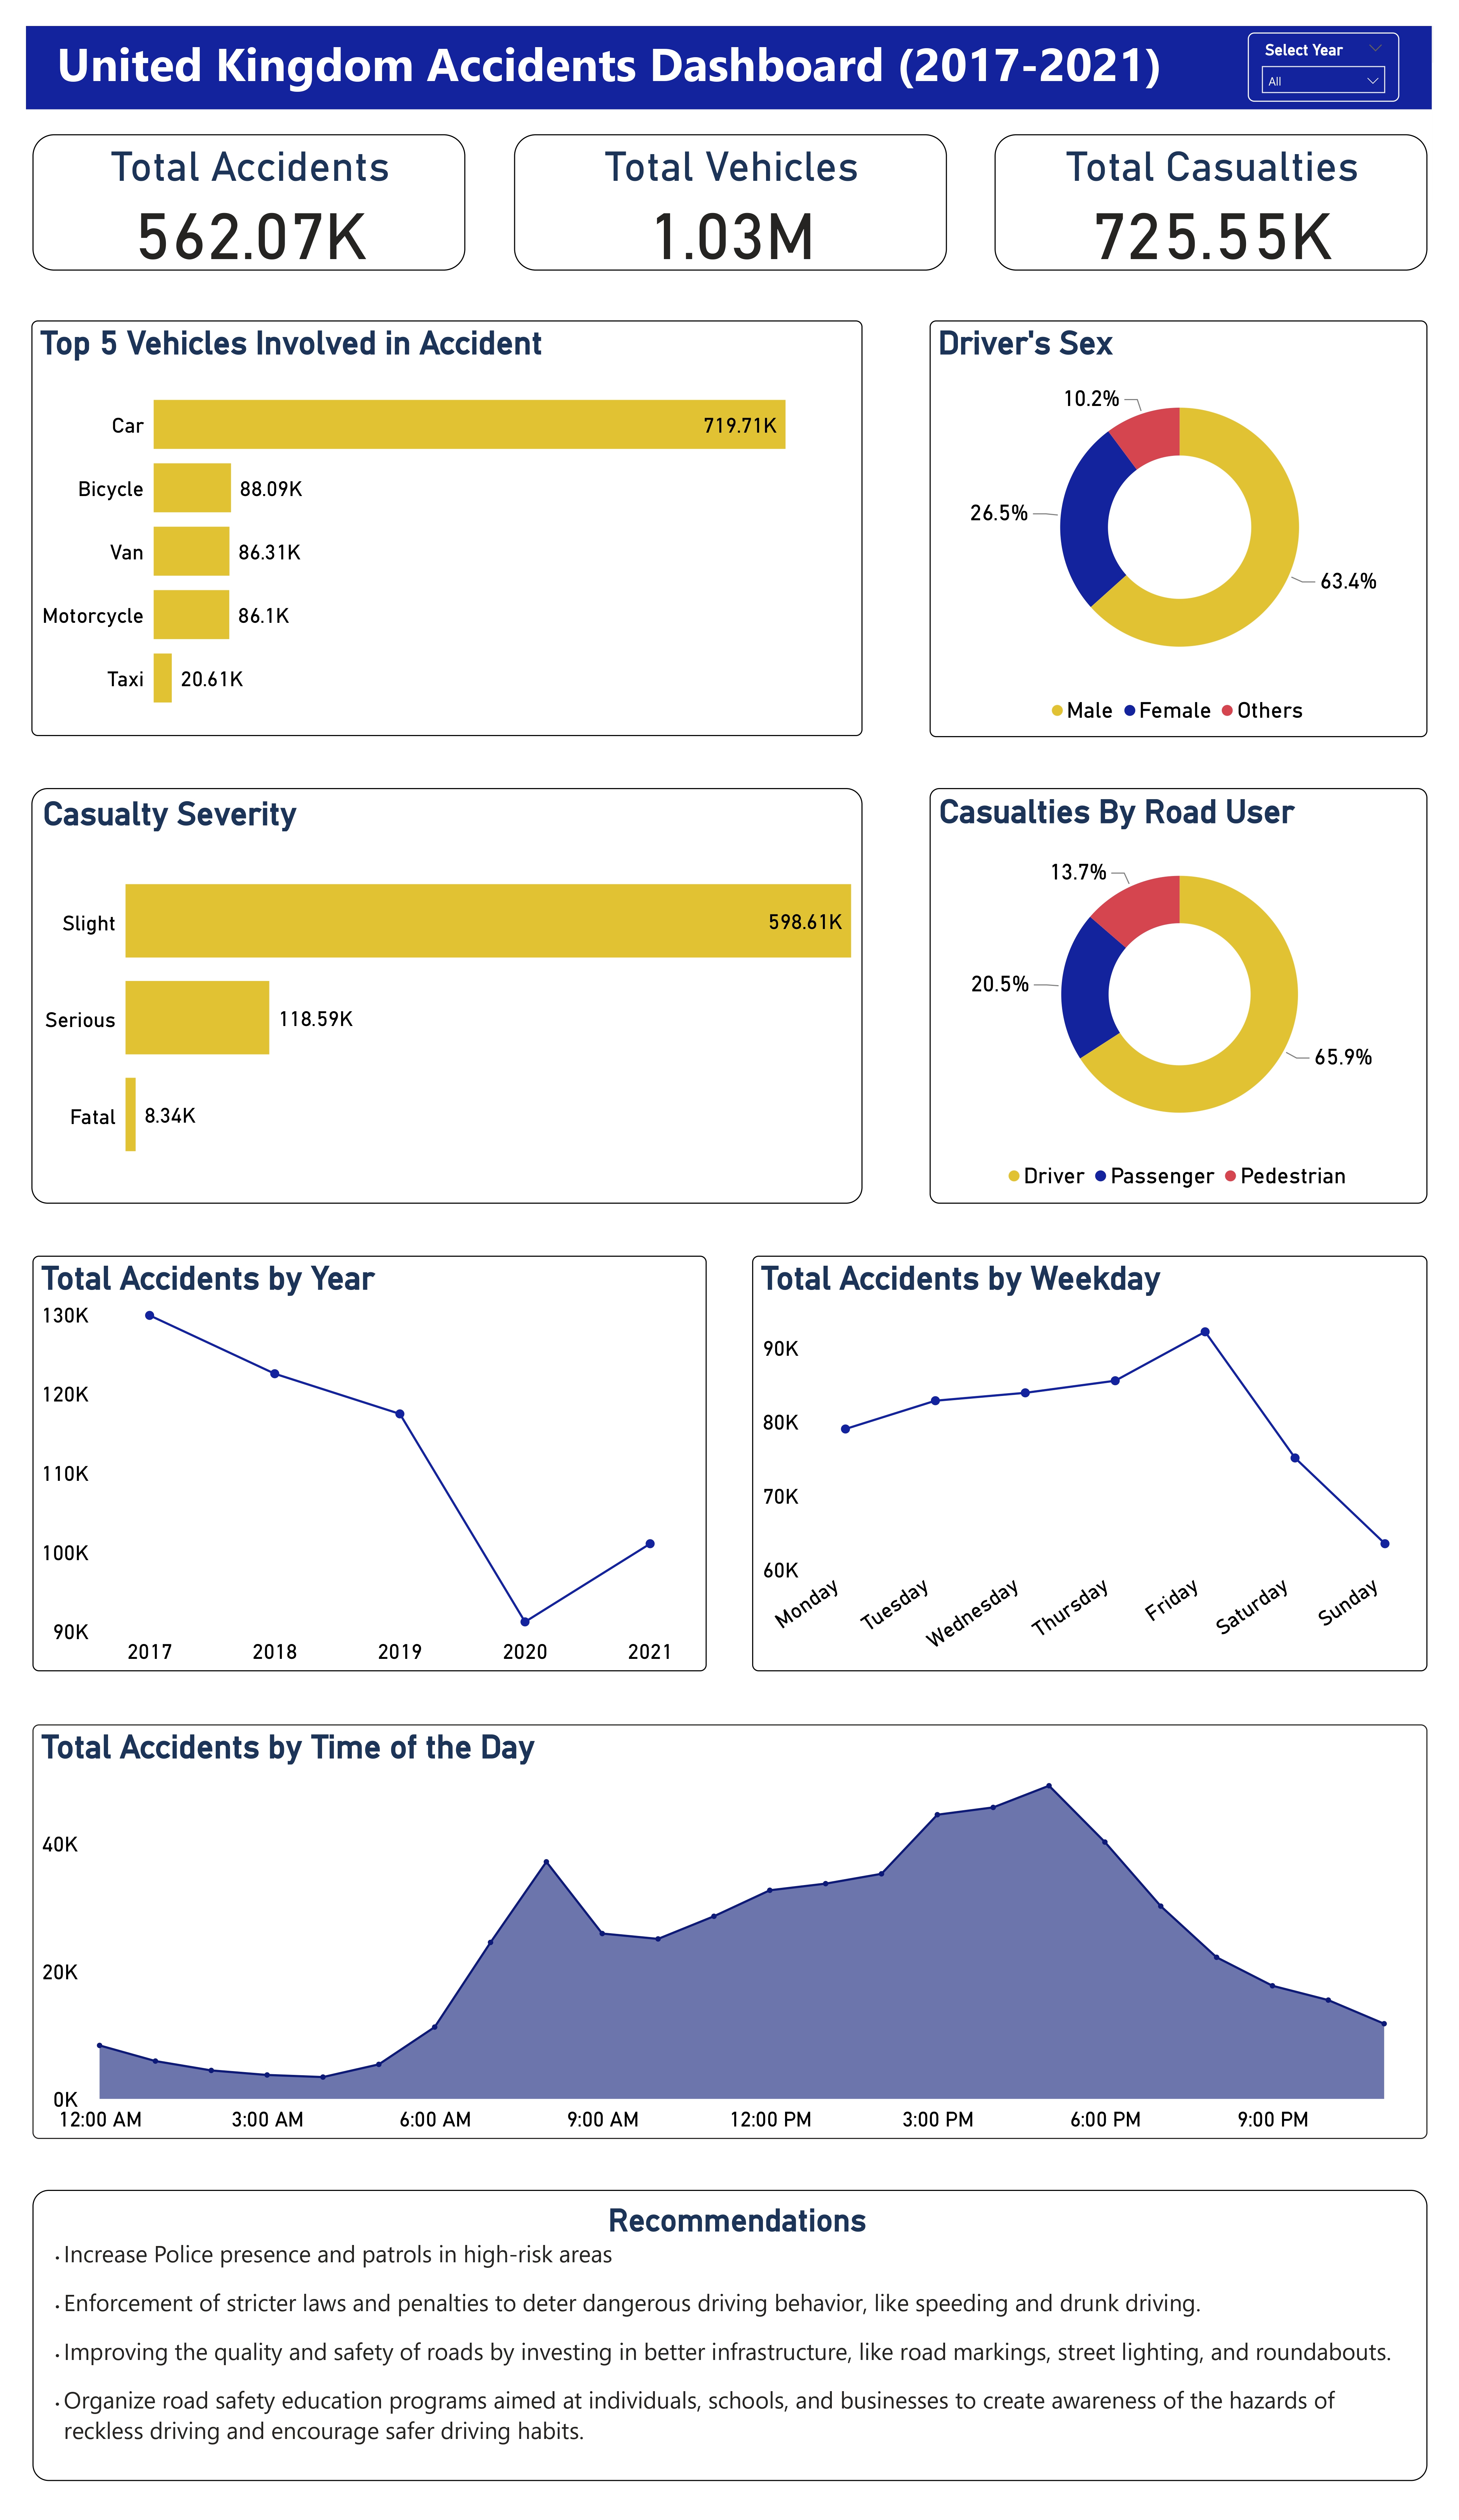 United Kingdom Accidents Dashboard (2017-2021)
Select Year
All
Total Accidents
562.07K
Total Vehicles
1.03M
Total Casualties
725.55K
Top 5 Vehicles Involved in Accident
Car
719.71K
Bicycle
88.09K
Van
86.31K
Motorcycle
86.1K
Taxi
20.61K
Driver's Sex
10.2%
26.5%
63.4%
Male Female Others
Casualty Severity
Slight
598.61K
Serious
118.59K
Fatal
8.34K
Casualties By Road User
13.7%
20.5%
65.9%
Driver Passenger Pedestrian
Total Accidents by Year
130K
120K
110K
100K
90K
2017 2018 2019 2020 2021
Total Accidents by Weekday
90K
80K
70K
60K
Monday Tuesday Wednesday Thursday Friday Saturday Sunday
Total Accidents by Time of the Day
40K
20K
0K
12:00 AM 3:00 AM 6:00 AM 9:00 AM 12:00 PM 3:00 PM 6:00 PM 9:00 PM
Recommendations
• Increase Police presence and patrols in high-risk areas
• Enforcement of stricter laws and penalties to deter dangerous driving behavior, like speeding and drunk driving.
• Improving the quality and safety of roads by investing in better infrastructure, like road markings, street lighting, and roundabouts.
• Organize road safety education programs aimed at individuals, schools, and businesses to create awareness of the hazards of
reckless driving and encourage safer driving habits.